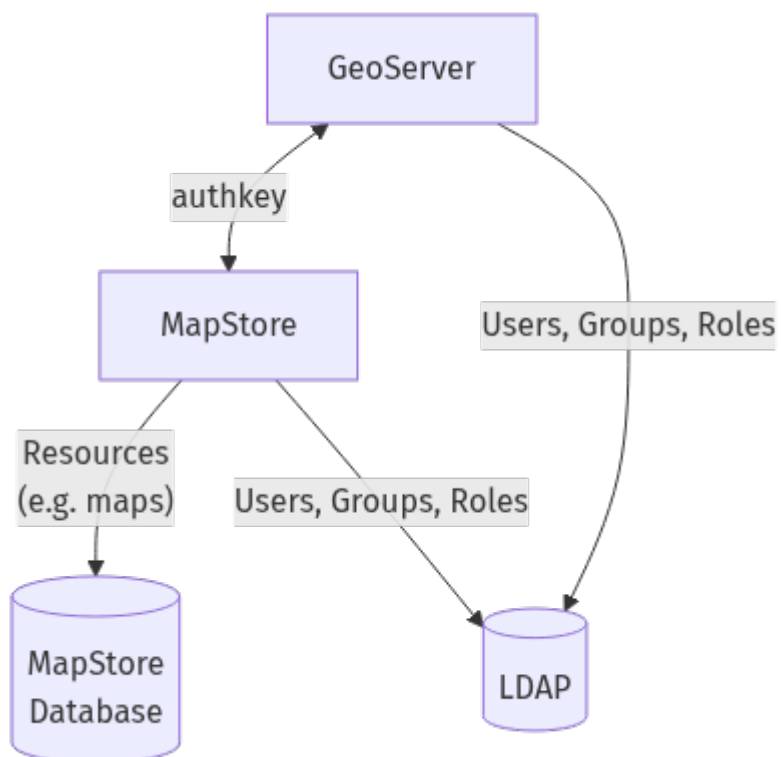 GeoServer
authkey
MapStore
Users, Groups, Roles
Resources
(e.g. maps)
Users, Groups, Roles
MapStore
Database
LDAP